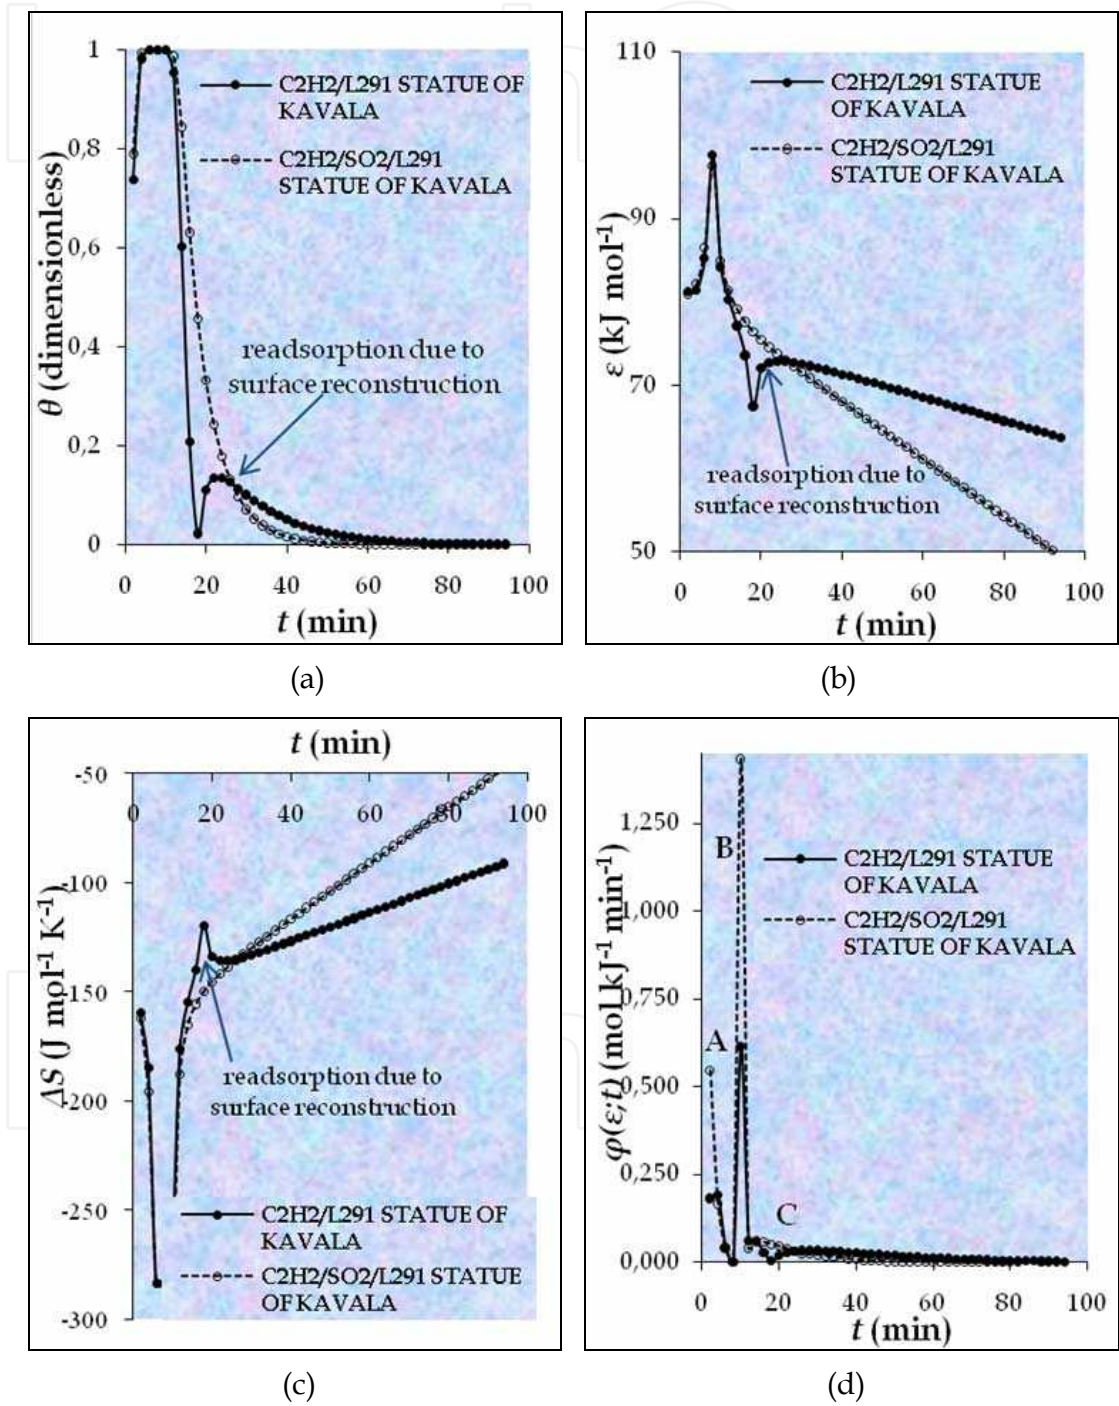 1
0,8
0,6
0,4
0,2
0
0 20 40 60 80 100
θ (dimensionless)
t (min)
C2H2/L291 STATUE OF
KAVALA
C2H2/SO2/L291
STATUE OF KAVALA
readsorption due to
surface reconstruction
(a)
110
90
70
50
0 20 40 60 80 100
ε (kJ mol-1)
t (min)
C2H2/L291 STATUE
OF KAVALA
C2H2/SO2/L291
STATUE OF KAVALA
readsorption due to
surface reconstruction
(b)
t (min)
-50
0 20 40 60 80 100
-100
-150
-200
-250
-300
ΔS (J mol-1 K-1)
readsorption due to
surface reconstruction
C2H2/L291 STATUE OF
KAVALA
C2H2/SO2/L291 STATUE
OF KAVALA
(c)
1,250
1,000
0,750
0,500
0,250
0,000
0 20 40 60 80 100
φ(ε;t) (mol kJ-1 min-1)
t (min)
B
A
C
C2H2/L291 STATUE
OF KAVALA
C2H2/SO2/L291
STATUE OF KAVALA
(d)